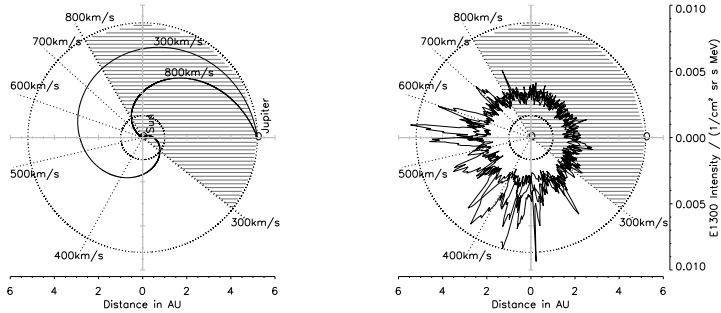 800km/s
700km/s
600km/s
500km/s
400km/s
300km/s
300km/s
800km/s
Sun
Jupiter
6 4 2 0 2 4 6
Distance in AU
800km/s
700km/s
600km/s
500km/s
400km/s
300km/s
6 4 2 0 2 4 6
Distance in AU
0.010
0.005
0.000
0.005
0.010
E1300 Intensity / (1/cm² sr s MeV)